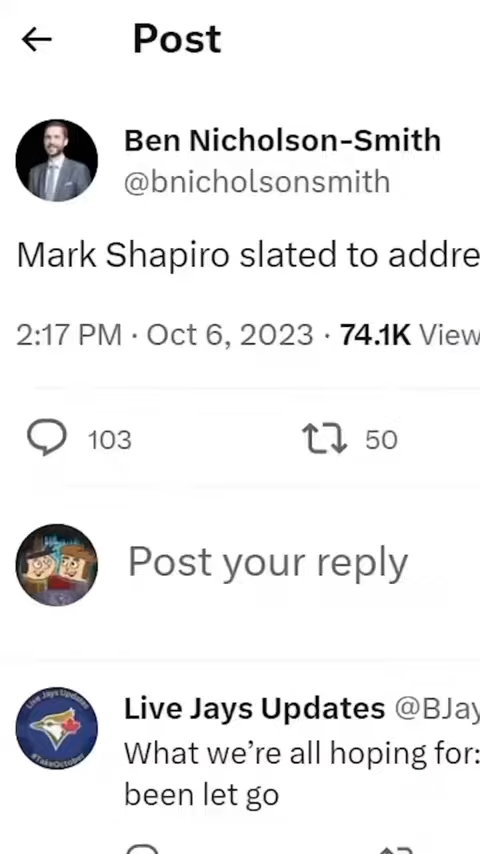 Post
Ben Nicholson-Smith
@bnicholsonsmith
Mark Shapiro slated to addre
2:17 PM · Oct 6, 2023 · 74.1K View
103 50
Post your reply
Live Jays Updates @BJay
What we're all hoping for:
been let go